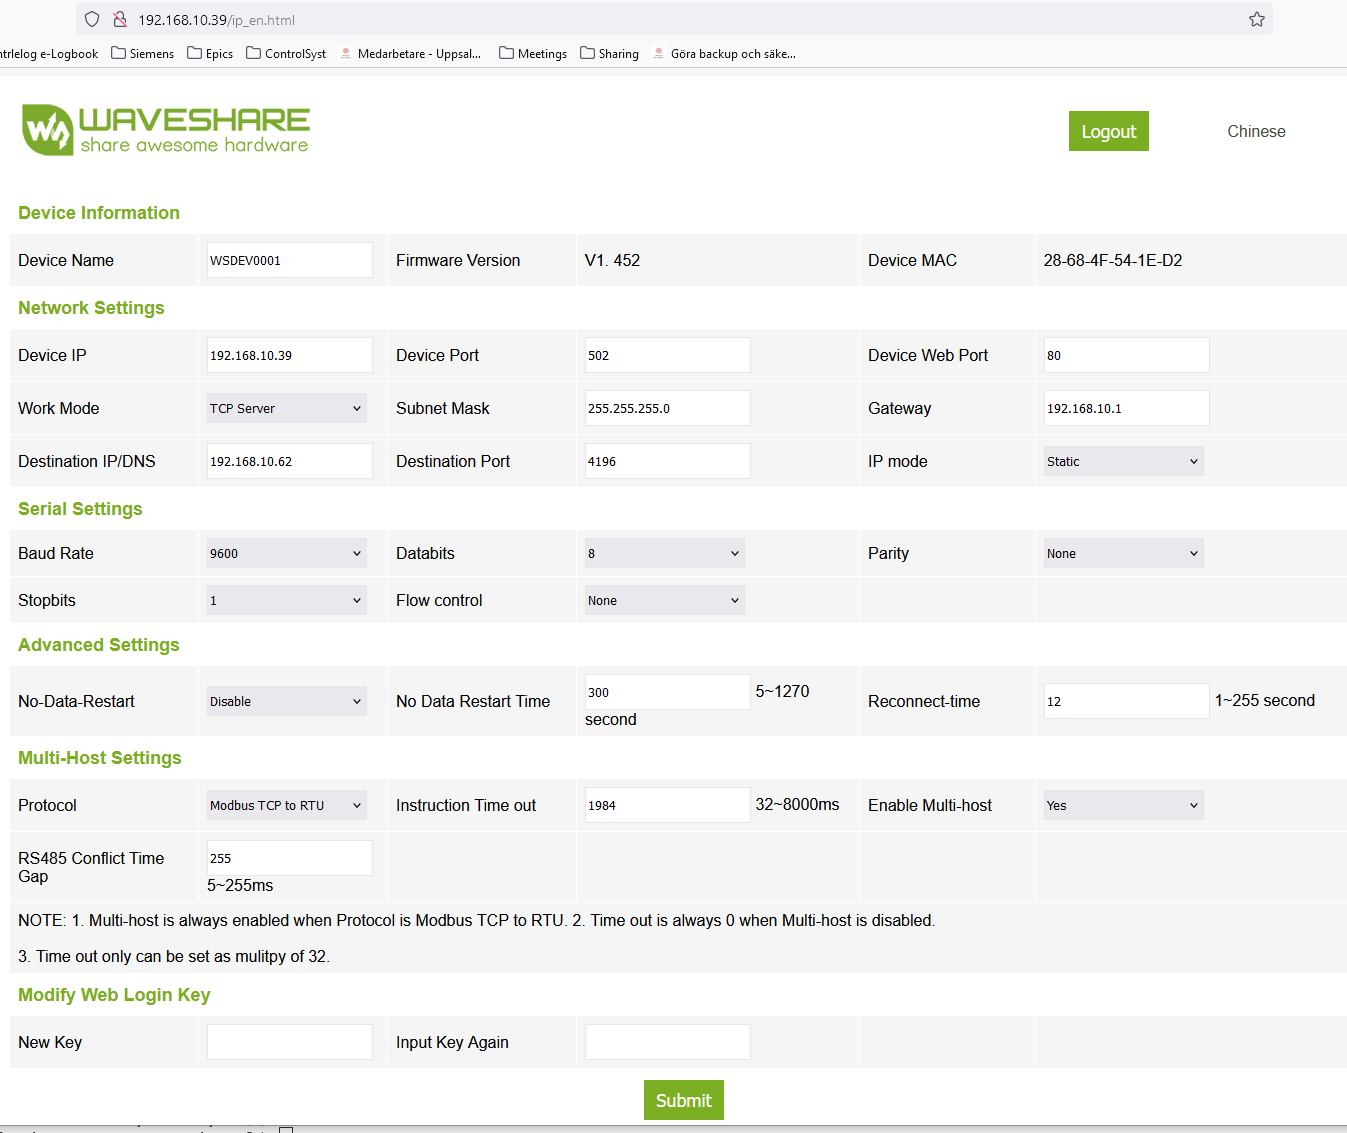 192.168.10.39/ip_en.html
ntrlelog e-Logbook Siemens Epics ControlSyst Medarbetare - Uppsal... Meetings Sharing Göra backup och säke...
WAVESHARE
share awesome hardware
Logout Chinese
Device Information
Device Name WSDEV0001 Firmware Version V1. 452 Device MAC 28-68-4F-54-1E-D2
Network Settings
Device IP 192.168.10.39 Device Port 502 Device Web Port 80
Work Mode TCP Server Subnet Mask 255.255.255.0 Gateway 192.168.10.1
Destination IP/DNS 192.168.10.62 Destination Port 4196 IP mode Static
Serial Settings
Baud Rate 9600 Databits 8 Parity None
Stopbits 1 Flow control None
Advanced Settings
No-Data-Restart Disable No Data Restart Time 300 5~1270 second Reconnect-time 12 1~255 second
Multi-Host Settings
Protocol Modbus TCP to RTU Instruction Time out 1984 32~8000ms Enable Multi-host Yes
RS485 Conflict Time Gap 255 5~255ms
NOTE: 1. Multi-host is always enabled when Protocol is Modbus TCP to RTU. 2. Time out is always 0 when Multi-host is disabled.
3. Time out only can be set as mulitpy of 32.
Modify Web Login Key
New Key Input Key Again
Submit